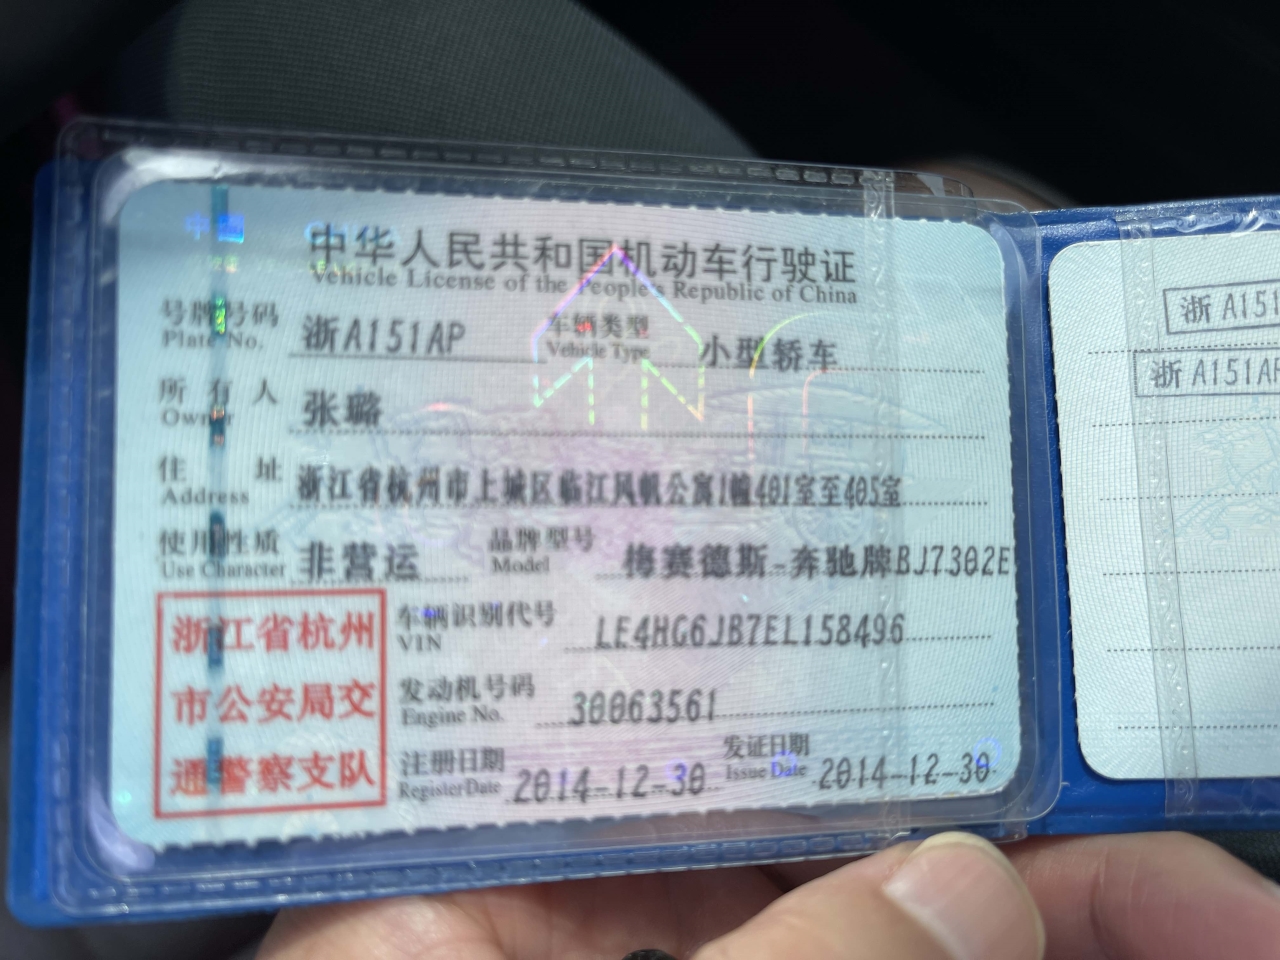 中华人民共和国机动车行驶证
Vehicle License of the People's Republic of China
号牌号码 浙A151AP 车辆类型 小型轿车
Plate No. Vehicle Type
所有人 张璐
Owner
住址 浙江省杭州市上城区临江风帆公寓1幢401室至405室
Address
使用性质 非营运 品牌型号 梅赛德斯-奔驰牌BJ7302E
Use Character Model
浙江省杭州
市公安局交
通警察支队
车辆识别代号 LE4HG6JB7EL158496
VIN
发动机号码 30063561
Engine No.
注册日期 2014-12-30 发证日期 2014-12-30
Register Date Issue Date
浙A151
浙A151A